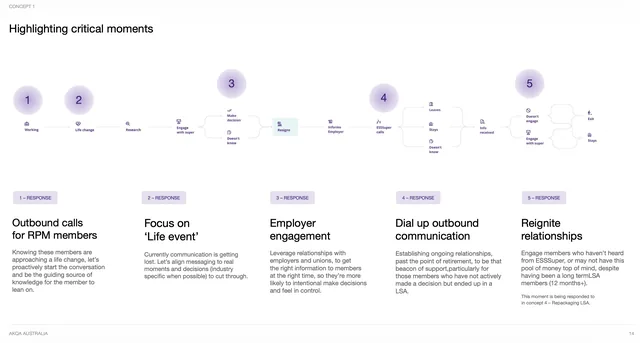 CONCEPT 1
Highlighting critical moments
1
2
3
4
5
Working
Life change
Research
Engage
with super
Make
decision
Doesn't
know
Resigns
Informs
Employer
ESSSuper
calls
Leaves
Stays
Doesn't
know
Info
received
Doesn't
engage
Engage
with super
Exit
Stays
1 – RESPONSE
Outbound calls
for RPM members
Knowing these members are
approaching a life change, let's
proactively start the conversation
and be the guiding source of
knowledge for the member to
lean on.
2 – RESPONSE
Focus on
'Life event'
Currently communication is getting
lost. Let's align messaging to real
moments and decisions (industry
specific when possible) to cut through.
3 – RESPONSE
Employer
engagement
Leverage relationships with
employers and unions, to get
the right information to members
at the right time, so they're more
likely to intentional make decisions
and feel in control.
4 – RESPONSE
Dial up outbound
communication
Establishing ongoing relationships,
past the point of retirement, to be that
beacon of support,particularly for
those members who have not actively
made a decision but ended up in a
LSA.
5 – RESPONSE
Reignite
relationships
Engage members who haven't heard
from ESSSuper, or may not have this
pool of money top of mind, despite
having been a long termLSA
members (12 months+).
This moment is being responded to
in concept 4 – Repackaging LSA.
AKQA AUSTRALIA
14